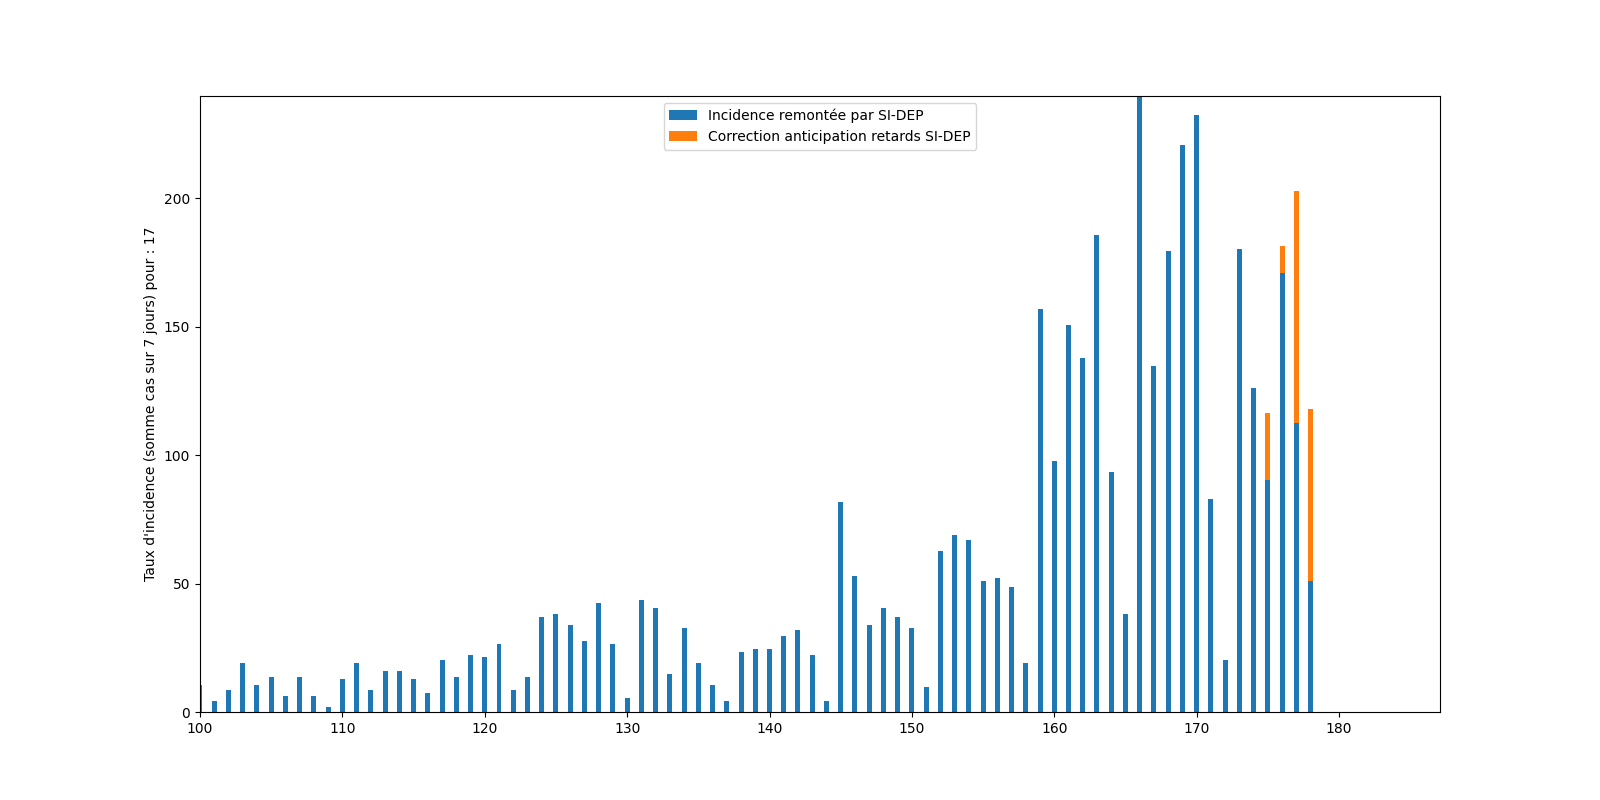 Incidence remontée par SI-DEP
Correction anticipation retards SI-DEP
Taux d'incidence (somme cas sur 7 jours) pour : 17
200
150
100
50
0
100 110 120 130 140 150 160 170 180